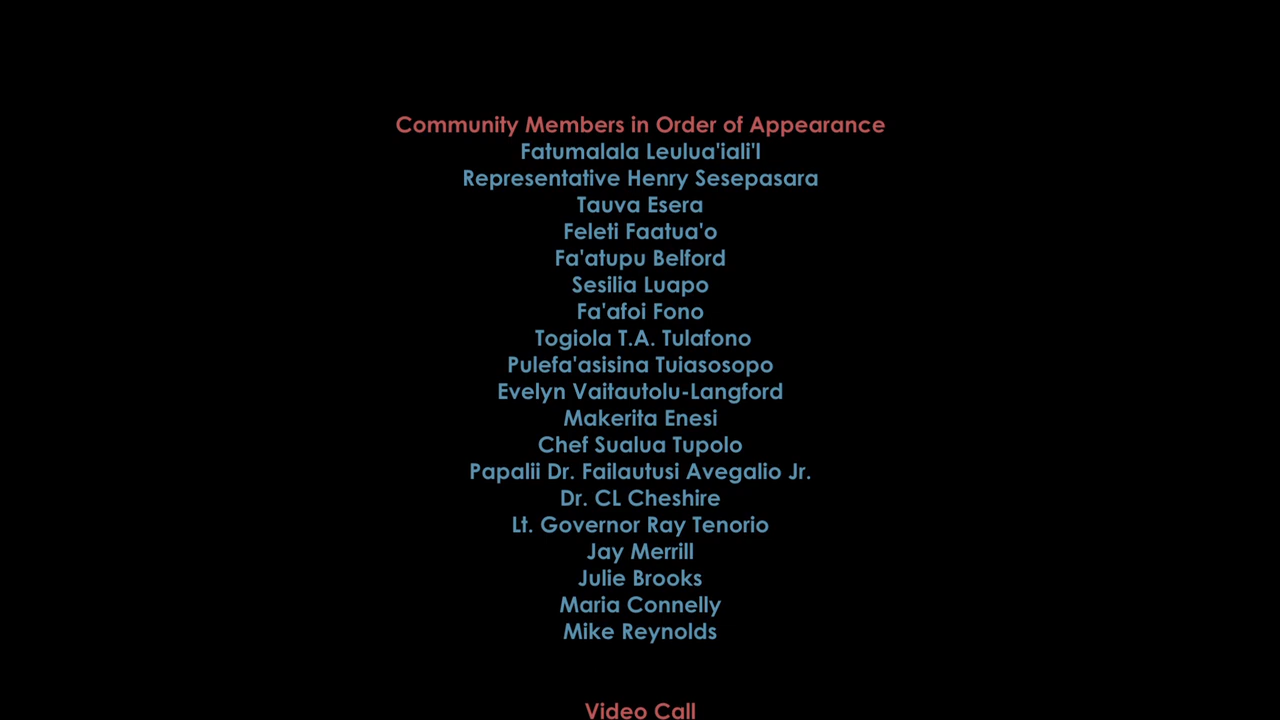 Community Members in Order of Appearance
Fatumalala Leulua'iali'l
Representative Henry Sesepasara
Tauva Esera
Feleti Faatua'o
Fa'atupu Belford
Sesilia Luapo
Fa'afoi Fono
Togiola T.A. Tulafono
Pulefa'asisina Tuiasosopo
Evelyn Vaitautolu-Langford
Makerita Enesi
Chef Sualua Tupolo
Papalii Dr. Failautusi Avegalio Jr.
Dr. CL Cheshire
Lt. Governor Ray Tenorio
Jay Merrill
Julie Brooks
Maria Connelly
Mike Reynolds
Video Call